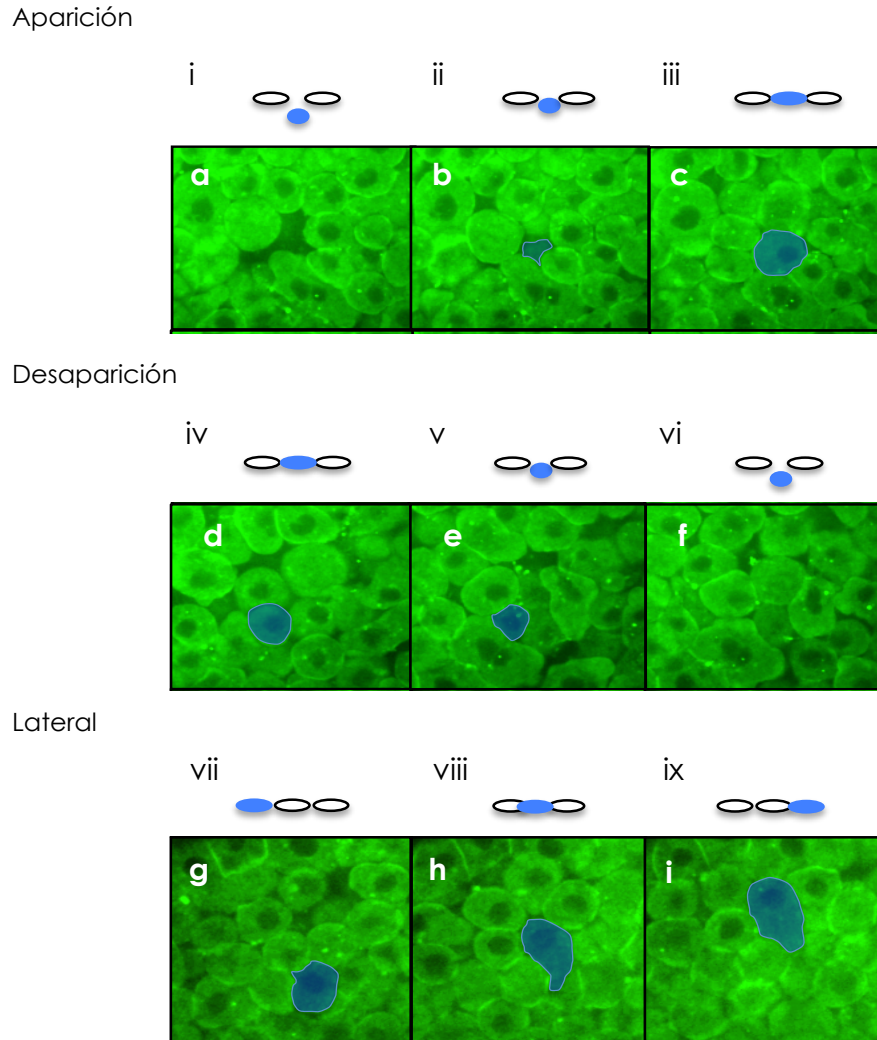 Aparición
i ii iii
a b c
Desaparición
iv v vi
d e f
Lateral
vii viii ix
g h i